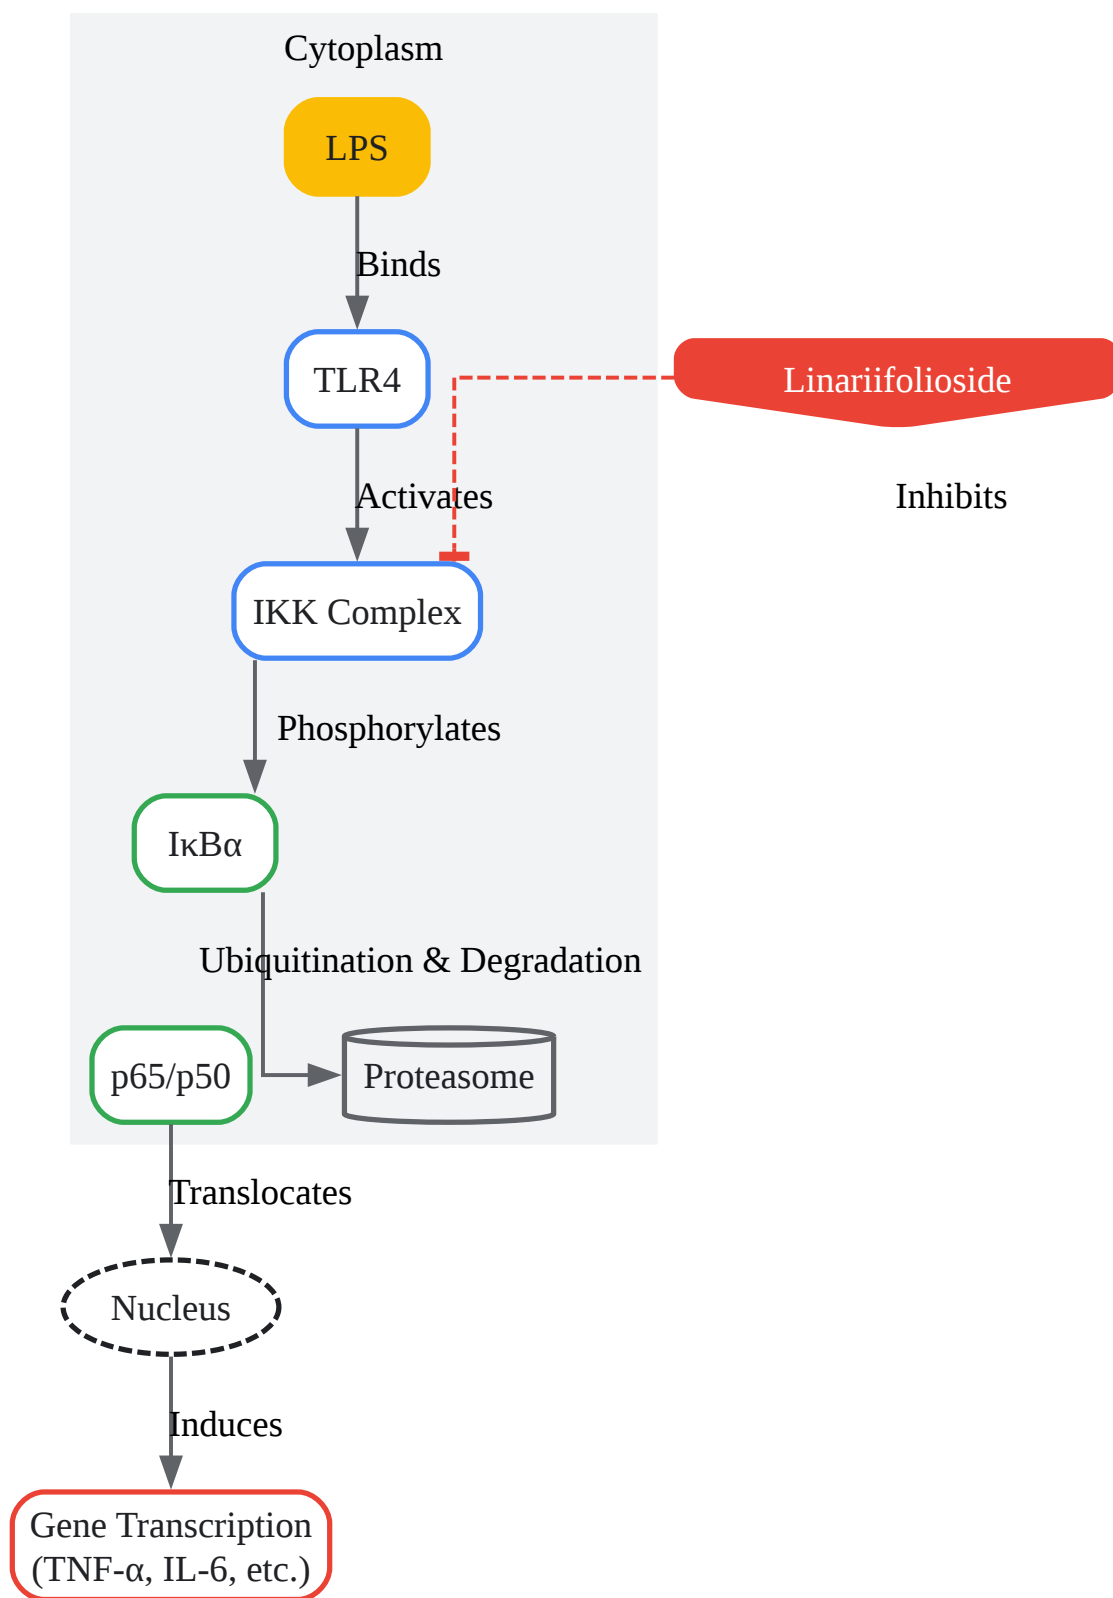 Cytoplasm
LPS
Binds
TLR4
Linariifolioside
Activates
Inhibits
IKK Complex
Phosphorylates
IκBα
Ubiquitination & Degradation
p65/p50
Proteasome
Translocates
Nucleus
Induces
Gene Transcription
(TNF-α, IL-6, etc.)